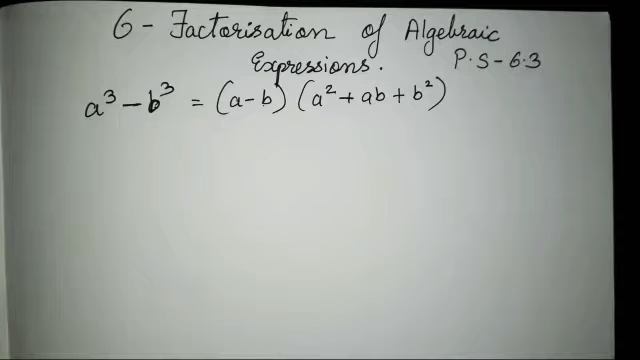 6 - Factorisation of Algebraic
Expressions.
P.S - 6.3
a³ - b³ = (a - b) (a² + ab + b²)